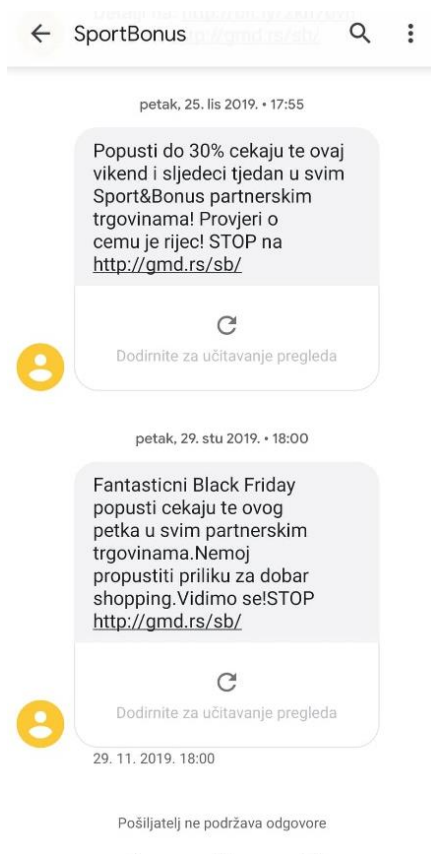 SportBonus
petak, 25. lis 2019. • 17:55
Popusti do 30% cekaju te ovaj
vikend i sljedeci tjedan u svim
Sport&Bonus partnerskim
trgovinama! Provjeri o
cemu je rijec! STOP na
http://gmd.rs/sb/
Dodirnite za učitavanje pregleda
petak, 29. stu 2019. • 18:00
Fantasticni Black Friday
popusti cekaju te ovog
petka u svim partnerskim
trgovinama.Nemoj
propustiti priliku za dobar
shopping.Vidimo se!STOP
http://gmd.rs/sb/
Dodirnite za učitavanje pregleda
29. 11. 2019. 18:00
Pošiljatelj ne podržava odgovore